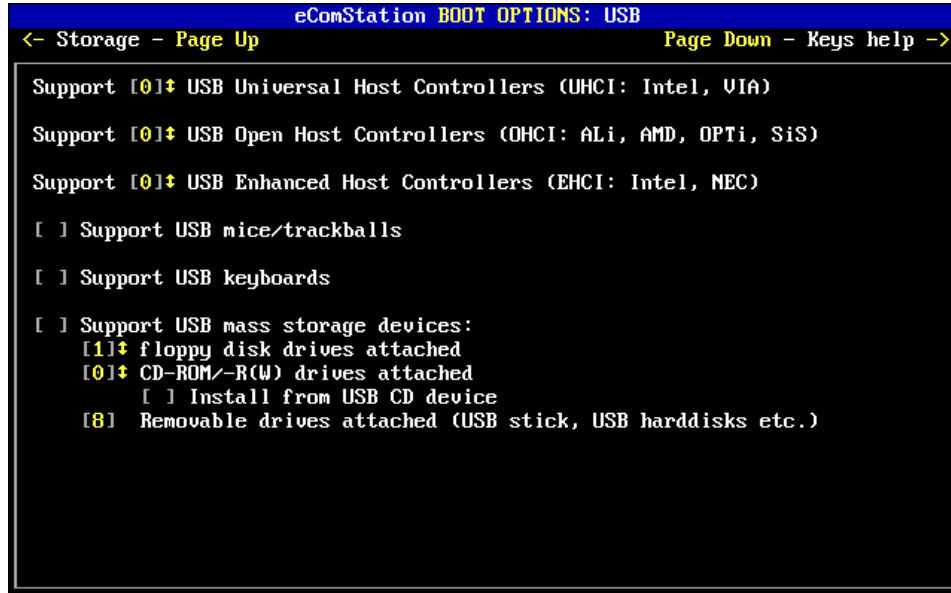 eComStation BOOT OPTIONS: USB
<- Storage - Page Up Page Down - Keys help ->
Support [0]↕ USB Universal Host Controllers (UHCI: Intel, VIA)
Support [0]↕ USB Open Host Controllers (OHCI: ALi, AMD, OPTi, SiS)
Support [0]↕ USB Enhanced Host Controllers (EHCI: Intel, NEC)
[ ] Support USB mice/trackballs
[ ] Support USB keyboards
[ ] Support USB mass storage devices:
[1]↕ floppy disk drives attached
[0]↕ CD-ROM/-R(W) drives attached
[ ] Install from USB CD device
[8] Removable drives attached (USB stick, USB harddisks etc.)